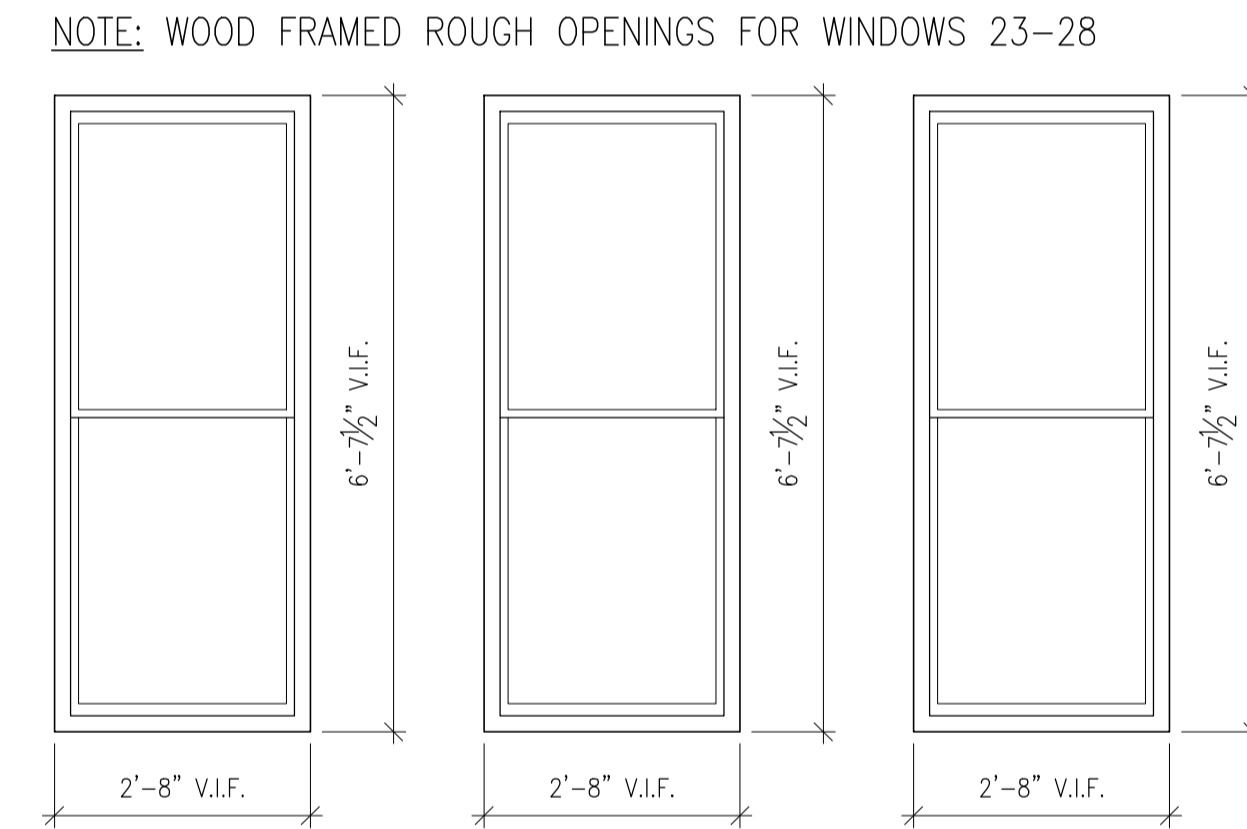 NOTE: WOOD FRAMED ROUGH OPENINGS FOR WINDOWS 23-28
6'-7½" V.I.F.
6'-7½" V.I.F.
6'-7½" V.I.F.
2'-8" V.I.F.
2'-8" V.I.F.
2'-8" V.I.F.